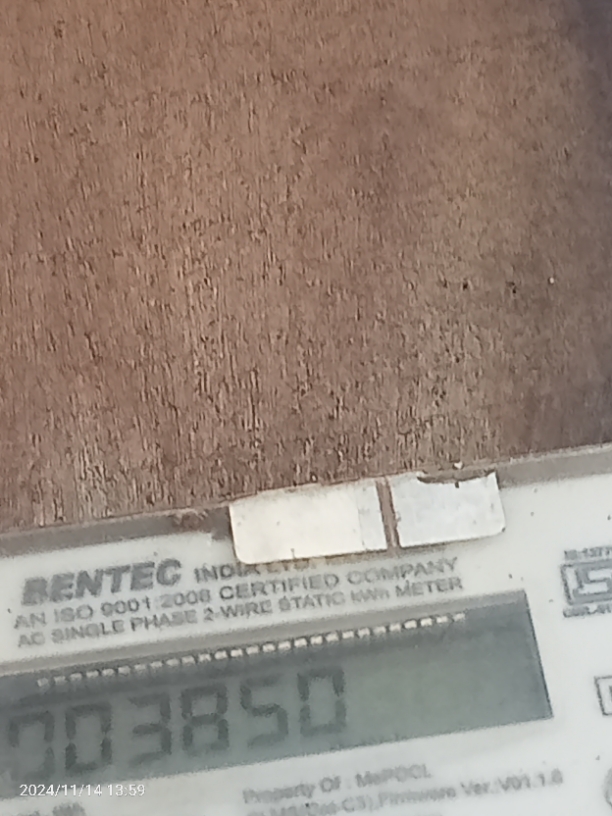 BENTEC INDIA LTD.
AN ISO 9001:2008 CERTIFIED COMPANY
AC SINGLE PHASE 2-WIRE STATIC kWh METER
003850
Property Of : MePDCL
Firmware Ver.:V01.1.0
2024/11/14 13:59